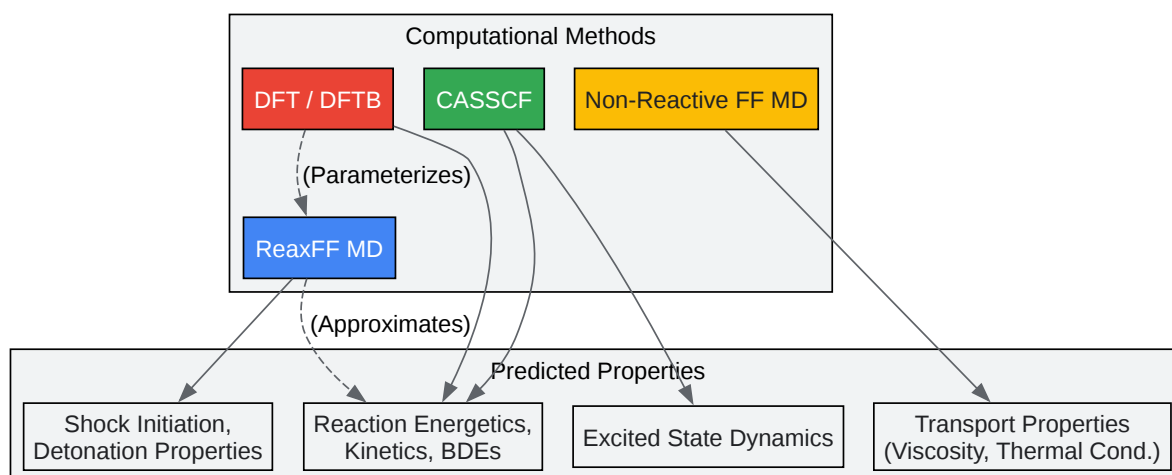 Computational Methods
DFT / DFTB
CASSCF
Non-Reactive FF MD
(Parameterizes)
ReaxFF MD
(Approximates)
Predicted Properties
Shock Initiation,
Detonation Properties
Reaction Energetics,
Kinetics, BDEs
Excited State Dynamics
Transport Properties
(Viscosity, Thermal Cond.)